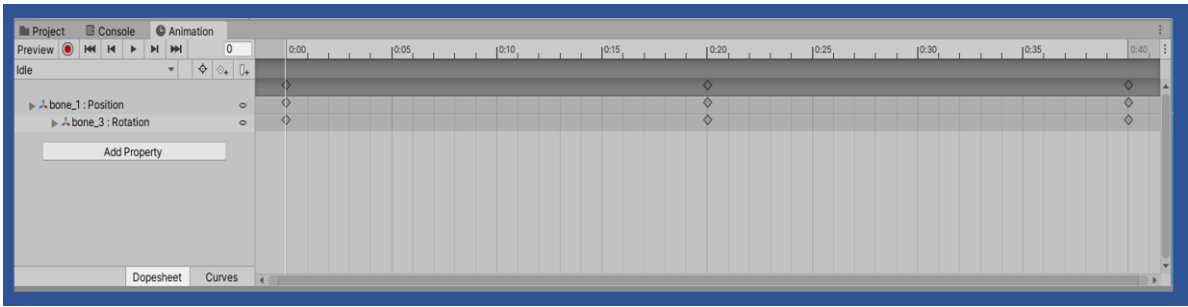 Project Console Animation
Preview 0 0:00 0:05 0:10 0:15 0:20 0:25 0:30 0:35 0:40
Idle
bone_1 : Position
bone_3 : Rotation
Add Property
Dopesheet Curves